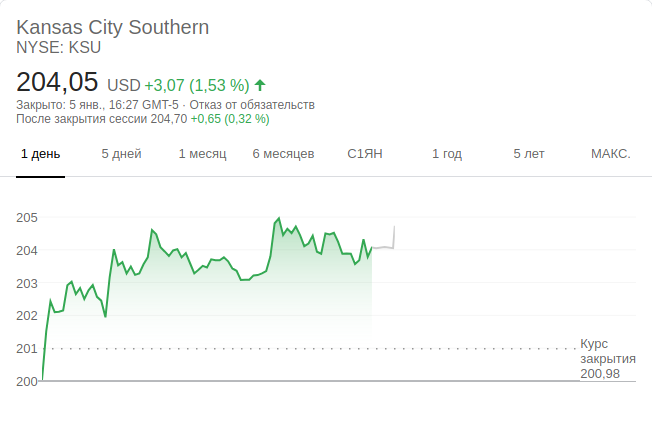 Kansas City Southern
NYSE: KSU
204,05 USD +3,07 (1,53 %)
Закрыто: 5 янв., 16:27 GMT-5 · Отказ от обязательств
После закрытия сессии 204,70 +0,65 (0,32 %)
1 день 5 дней 1 месяц 6 месяцев С1ЯН 1 год 5 лет МАКС.
205
204
203
202
201
200
Курс
закрытия
200,98